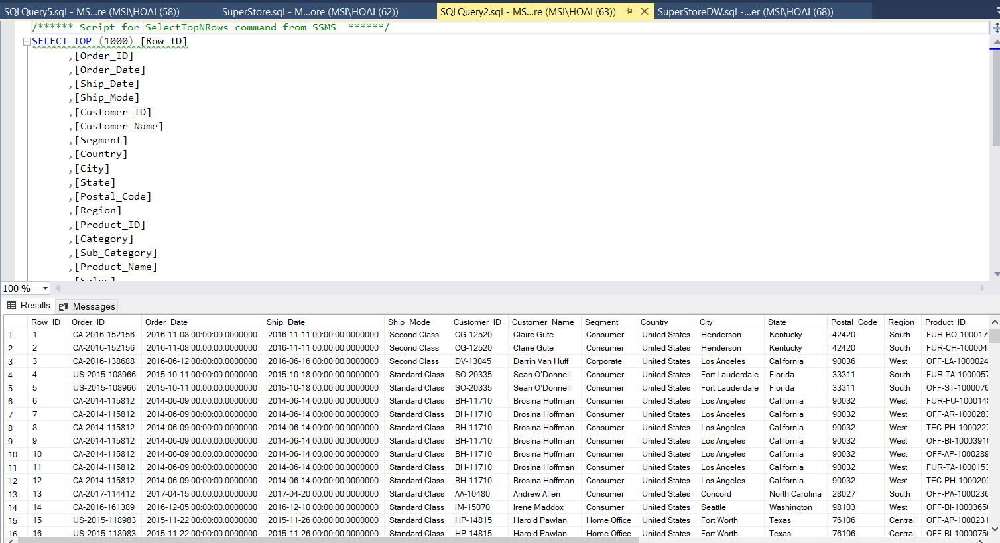 SQLQuery5.sql - MS...re (MSI\HOAI (58)) SuperStore.sql - M...ore (MSI\HOAI (62)) SQLQuery2.sql - MS...re (MSI\HOAI (63)) SuperStoreDW.sql -...er (MSI\HOAI (68))
/****** Script for SelectTopNRows command from SSMS ******/
SELECT TOP (1000) [Row_ID]
,[Order_ID]
,[Order_Date]
,[Ship_Date]
,[Ship_Mode]
,[Customer_ID]
,[Customer_Name]
,[Segment]
,[Country]
,[City]
,[State]
,[Postal_Code]
,[Region]
,[Product_ID]
,[Category]
,[Sub_Category]
,[Product_Name]
,[Sales]
100 %
Results Messages
Row_ID Order_ID Order_Date Ship_Date Ship_Mode Customer_ID Customer_Name Segment Country City State Postal_Code Region Product_ID
1 1 CA-2016-152156 2016-11-08 00:00:00.0000000 2016-11-11 00:00:00.0000000 Second Class CG-12520 Claire Gute Consumer United States Henderson Kentucky 42420 South FUR-BO-100017
2 2 CA-2016-152156 2016-11-08 00:00:00.0000000 2016-11-11 00:00:00.0000000 Second Class CG-12520 Claire Gute Consumer United States Henderson Kentucky 42420 South FUR-CH-100004
3 3 CA-2016-138688 2016-06-12 00:00:00.0000000 2016-06-16 00:00:00.0000000 Second Class DV-13045 Darrin Van Huff Corporate United States Los Angeles California 90036 West OFF-LA-1000024
4 4 US-2015-108966 2015-10-11 00:00:00.0000000 2015-10-18 00:00:00.0000000 Standard Class SO-20335 Sean O'Donnell Consumer United States Fort Lauderdale Florida 33311 South FUR-TA-1000057
5 5 US-2015-108966 2015-10-11 00:00:00.0000000 2015-10-18 00:00:00.0000000 Standard Class SO-20335 Sean O'Donnell Consumer United States Fort Lauderdale Florida 33311 South OFF-ST-1000076
6 6 CA-2014-115812 2014-06-09 00:00:00.0000000 2014-06-14 00:00:00.0000000 Standard Class BH-11710 Brosina Hoffman Consumer United States Los Angeles California 90032 West FUR-FU-1000148
7 7 CA-2014-115812 2014-06-09 00:00:00.0000000 2014-06-14 00:00:00.0000000 Standard Class BH-11710 Brosina Hoffman Consumer United States Los Angeles California 90032 West OFF-AR-1000283
8 8 CA-2014-115812 2014-06-09 00:00:00.0000000 2014-06-14 00:00:00.0000000 Standard Class BH-11710 Brosina Hoffman Consumer United States Los Angeles California 90032 West TEC-PH-1000227
9 9 CA-2014-115812 2014-06-09 00:00:00.0000000 2014-06-14 00:00:00.0000000 Standard Class BH-11710 Brosina Hoffman Consumer United States Los Angeles California 90032 West OFF-BI-10003910
10 10 CA-2014-115812 2014-06-09 00:00:00.0000000 2014-06-14 00:00:00.0000000 Standard Class BH-11710 Brosina Hoffman Consumer United States Los Angeles California 90032 West OFF-AP-1000289
11 11 CA-2014-115812 2014-06-09 00:00:00.0000000 2014-06-14 00:00:00.0000000 Standard Class BH-11710 Brosina Hoffman Consumer United States Los Angeles California 90032 West FUR-TA-1000153
12 12 CA-2014-115812 2014-06-09 00:00:00.0000000 2014-06-14 00:00:00.0000000 Standard Class BH-11710 Brosina Hoffman Consumer United States Los Angeles California 90032 West TEC-PH-1000203
13 13 CA-2017-114412 2017-04-15 00:00:00.0000000 2017-04-20 00:00:00.0000000 Standard Class AA-10480 Andrew Allen Consumer United States Concord North Carolina 28027 South OFF-PA-1000236
14 14 CA-2016-161389 2016-12-05 00:00:00.0000000 2016-12-10 00:00:00.0000000 Standard Class IM-15070 Irene Maddox Consumer United States Seattle Washington 98103 West OFF-BI-1000365
15 15 US-2015-118983 2015-11-22 00:00:00.0000000 2015-11-26 00:00:00.0000000 Standard Class HP-14815 Harold Pawlan Home Office United States Fort Worth Texas 76106 Central OFF-AP-1000231
16 16 US-2015-118983 2015-11-22 00:00:00.0000000 2015-11-26 00:00:00.0000000 Standard Class HP-14815 Harold Pawlan Home Office United States Fort Worth Texas 76106 Central OFF-BI-1000075